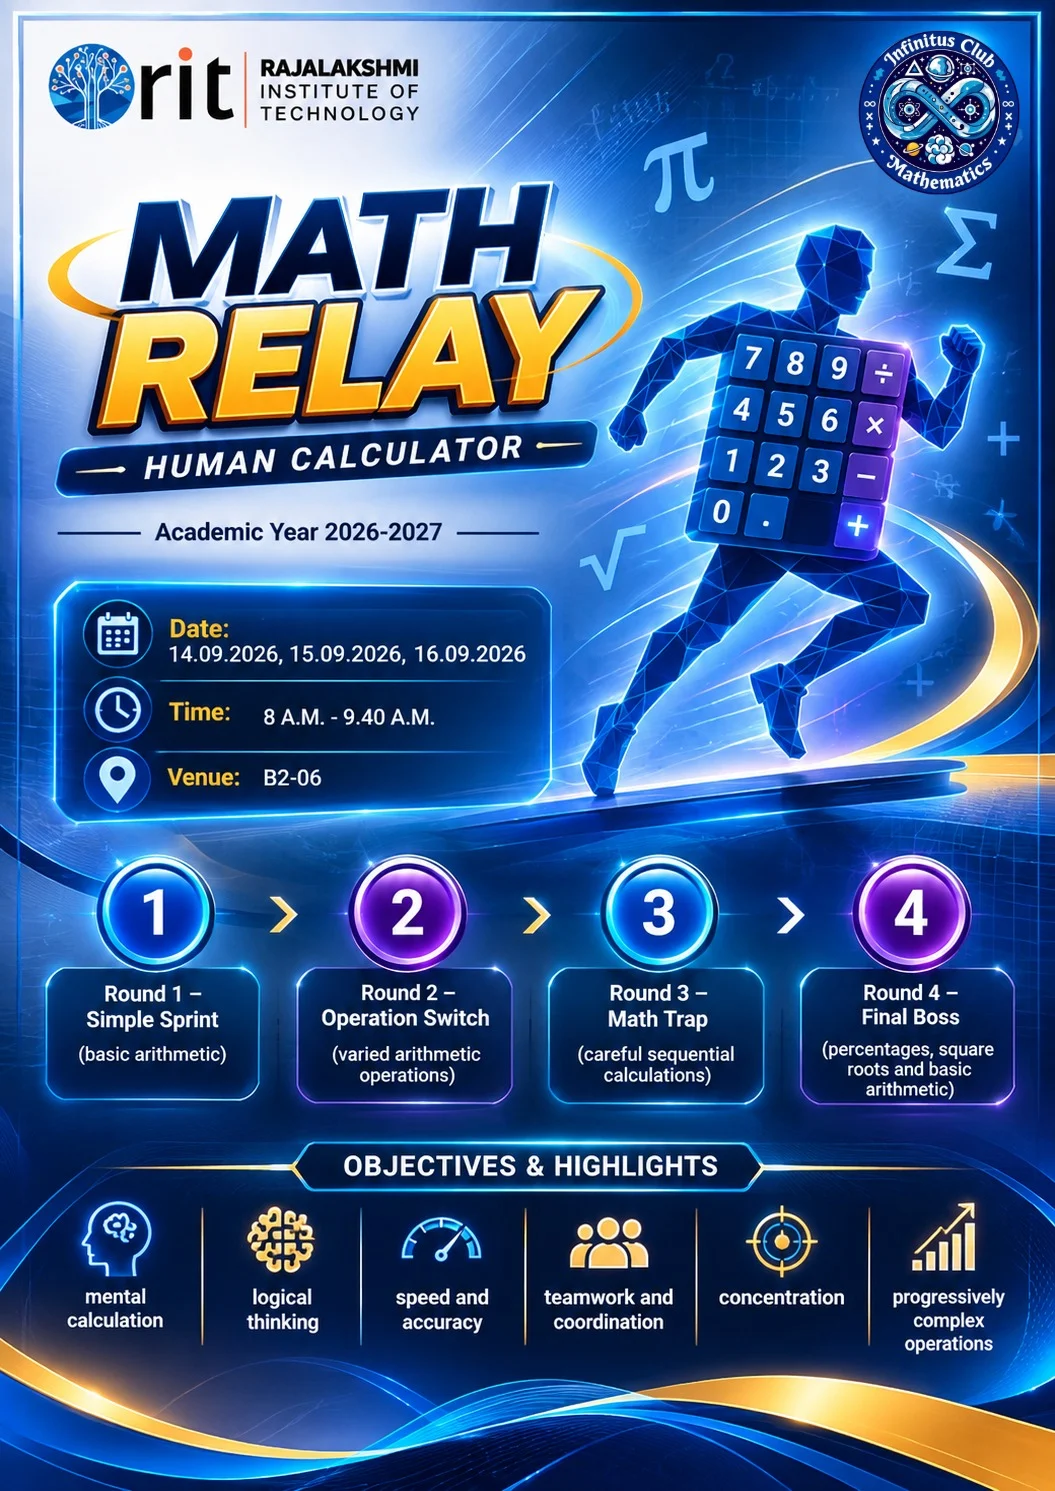 rit
RAJALAKSHMI
INSTITUTE OF
TECHNOLOGY
Infinitus Club
Mathematics
π
Σ
MATH
RELAY
HUMAN CALCULATOR
Academic Year 2026-2027
7 8 9 ÷
4 5 6 ×
1 2 3 −
0 . +
+
√
+
Date:
14.09.2026, 15.09.2026, 16.09.2026
Time: 8 A.M. - 9.40 A.M.
Venue: B2-06
1 > 2 > 3 > 4
Round 1 –
Simple Sprint
(basic arithmetic)
Round 2 –
Operation Switch
(varied arithmetic
operations)
Round 3 –
Math Trap
(careful sequential
calculations)
Round 4 –
Final Boss
(percentages, square
roots and basic
arithmetic)
OBJECTIVES & HIGHLIGHTS
mental
calculation
logical
thinking
speed and
accuracy
teamwork and
coordination
concentration
progressively
complex
operations